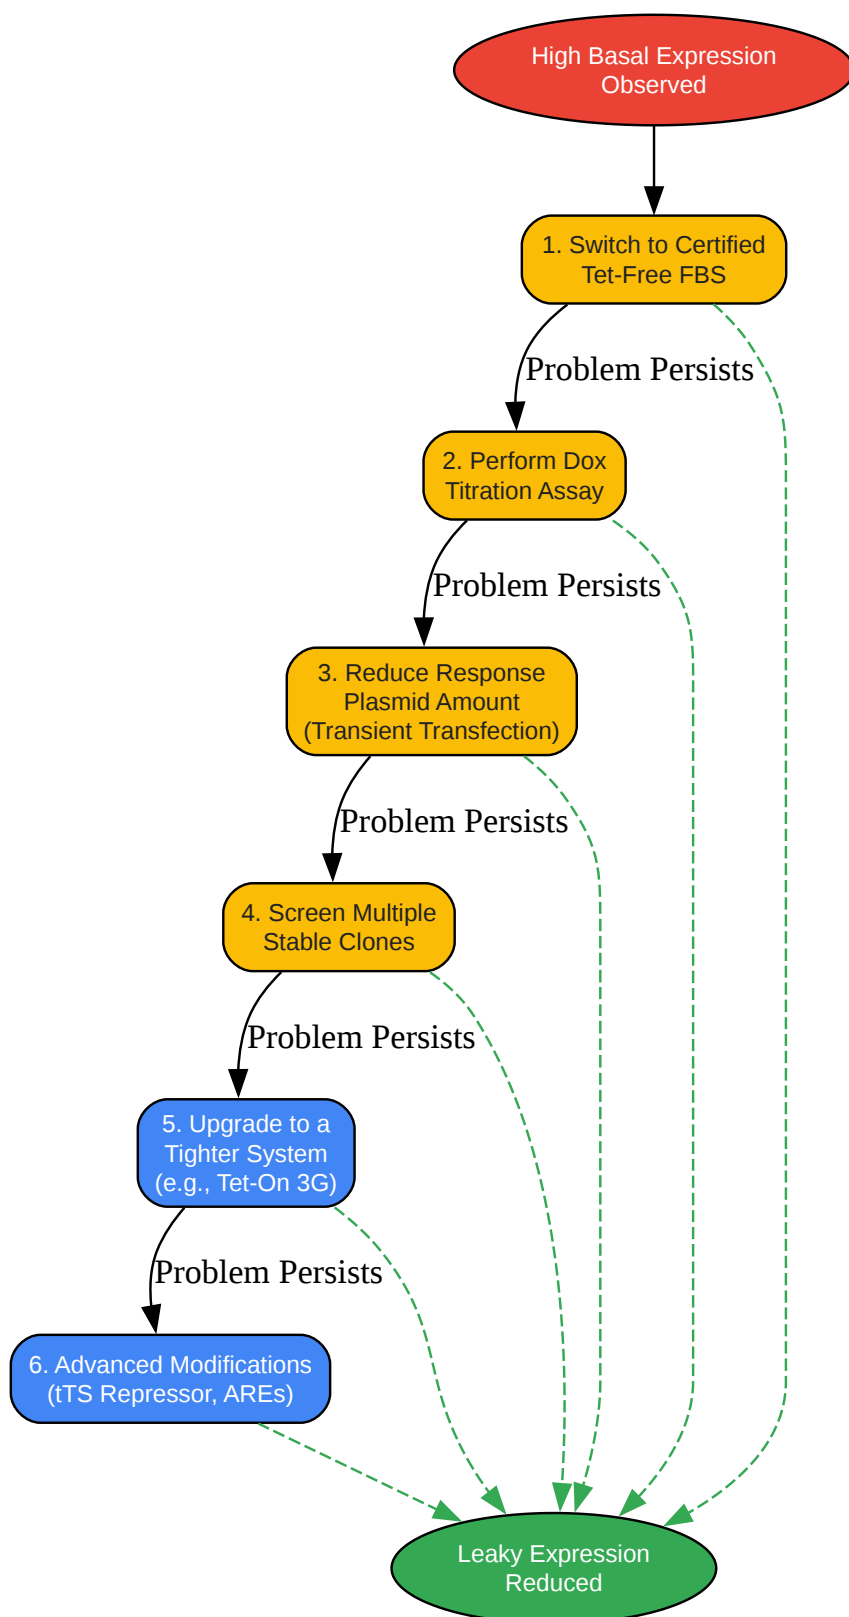 High Basal Expression
Observed
1. Switch to Certified
Tet-Free FBS
Problem Persists
2. Perform Dox
Titration Assay
Problem Persists
3. Reduce Response
Plasmid Amount
(Transient Transfection)
Problem Persists
4. Screen Multiple
Stable Clones
Problem Persists
5. Upgrade to a
Tighter System
(e.g., Tet-On 3G)
Problem Persists
6. Advanced Modifications
(tTS Repressor, AREs)
Leaky Expression
Reduced